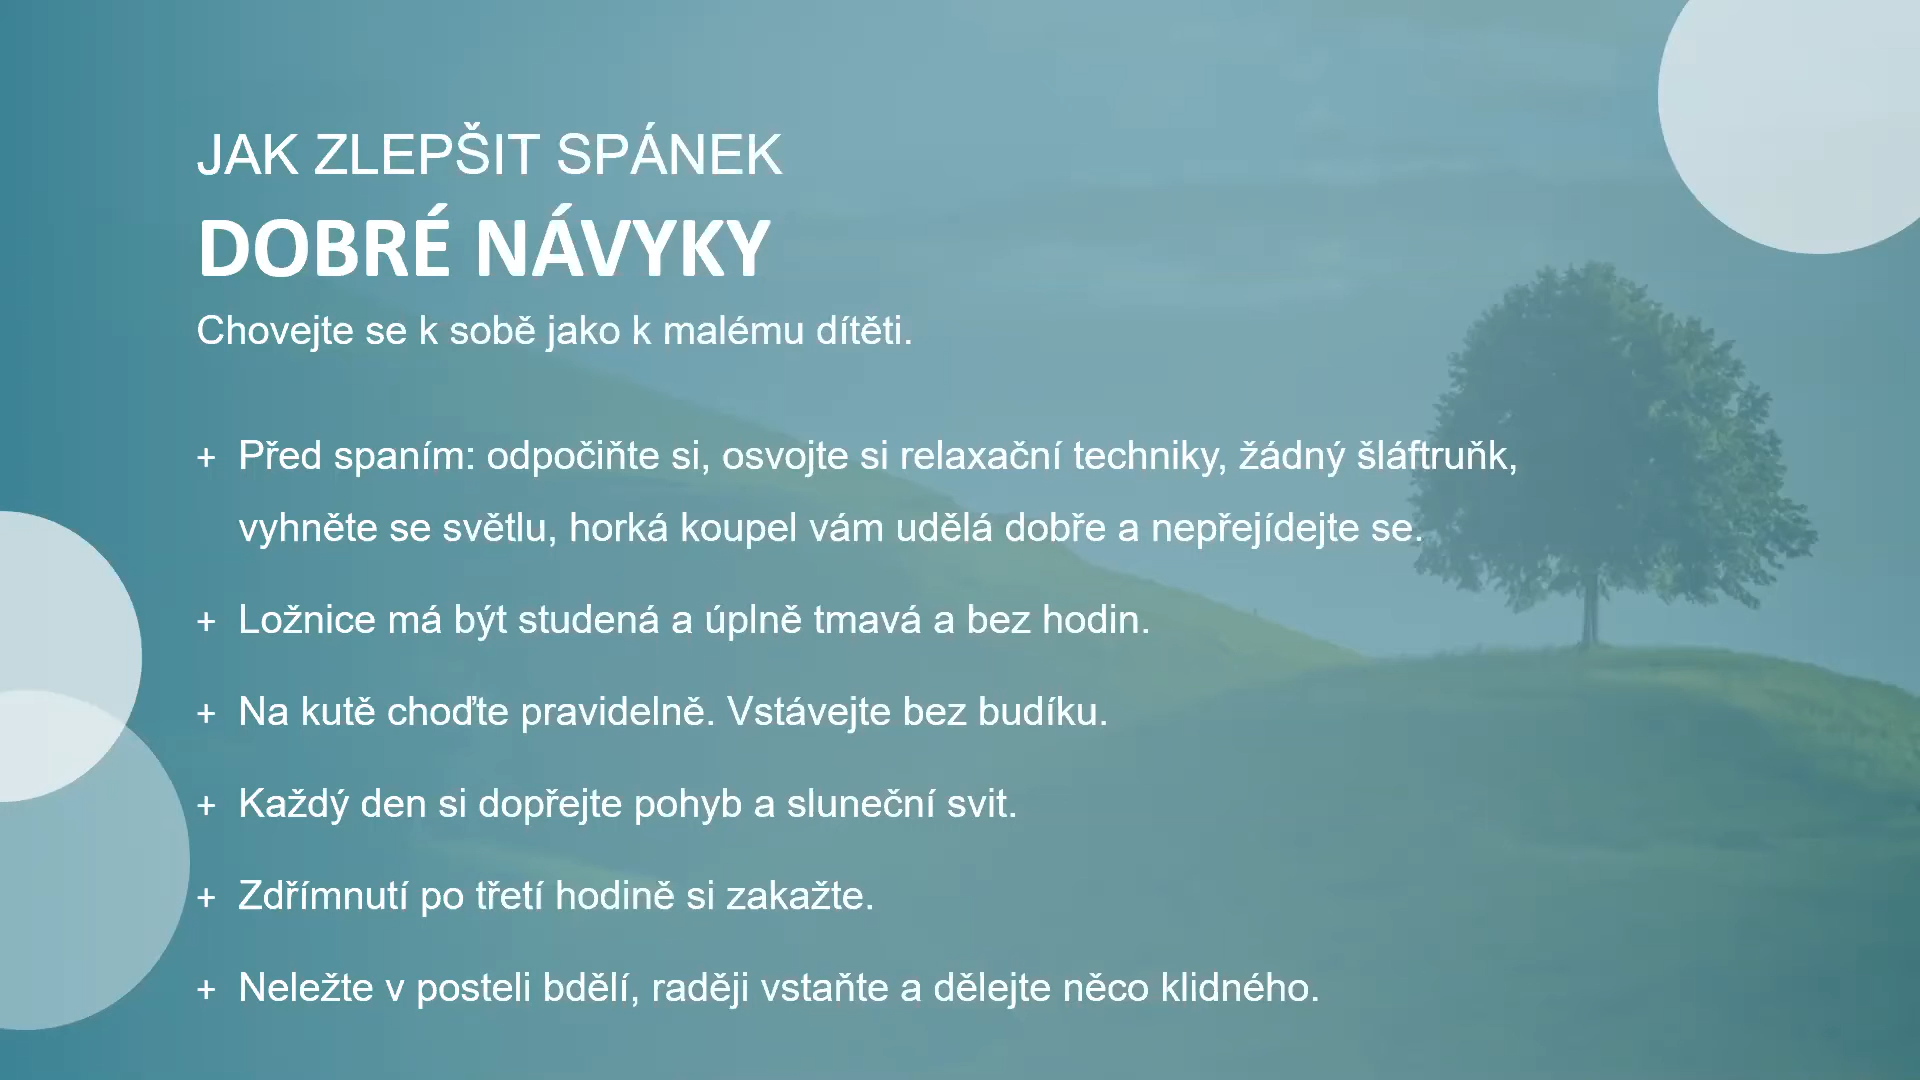 JAK ZLEPŠIT SPÁNEK
DOBRÉ NÁVYKY
Chovejte se k sobě jako k malému dítěti.
+ Před spaním: odpočiňte si, osvojte si relaxační techniky, žádný šláftruňk,
vyhněte se světlu, horká koupel vám udělá dobře a nepřejídejte se.
+ Ložnice má být studená a úplně tmavá a bez hodin.
+ Na kutě choďte pravidelně. Vstávejte bez budíku.
+ Každý den si dopřejte pohyb a sluneční svit.
+ Zdřímnutí po třetí hodině si zakažte.
+ Neležte v posteli bdělí, raději vstaňte a dělejte něco klidného.